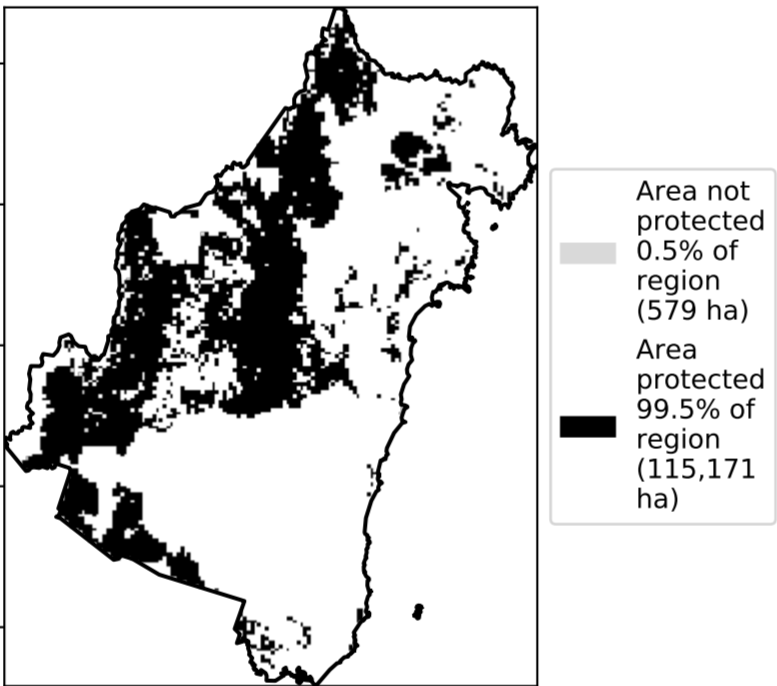 Area not
protected
0.5% of
region
(579 ha)
Area
protected
99.5% of
region
(115,171
ha)